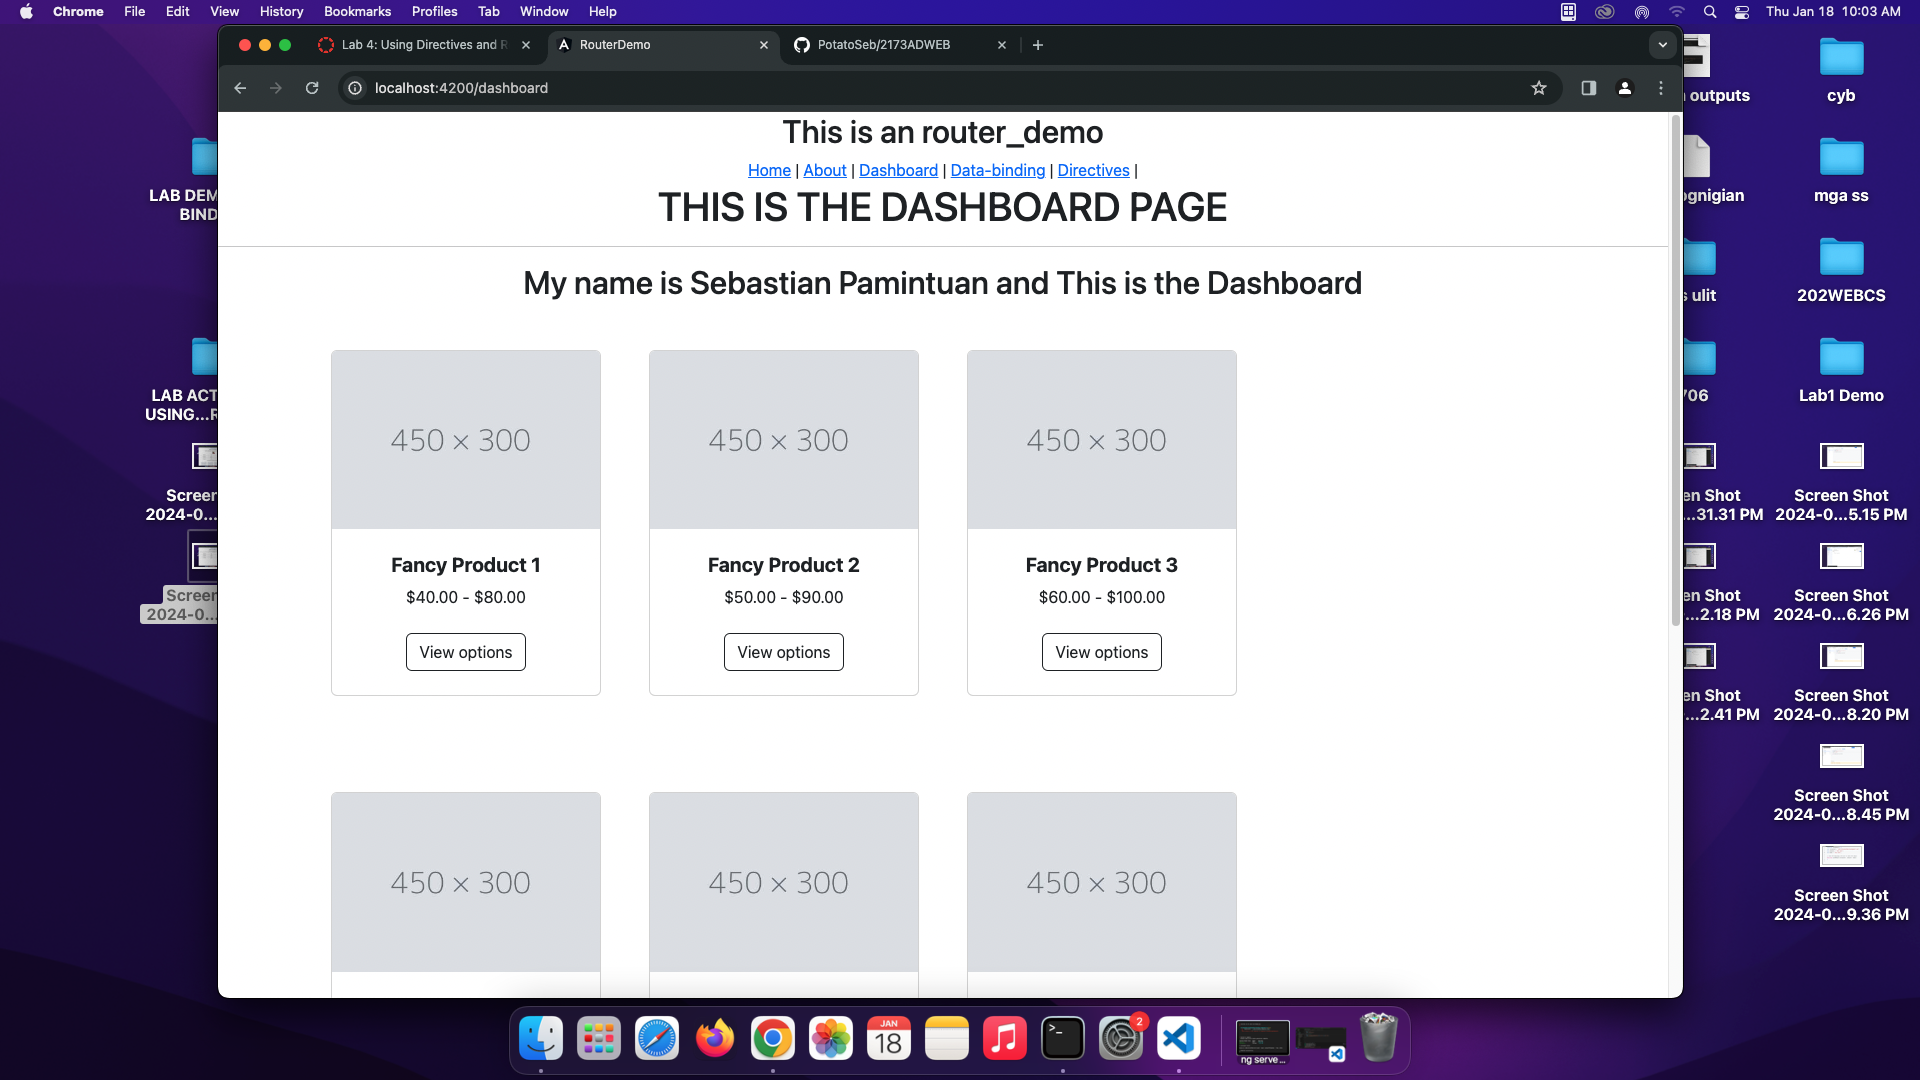 Chrome File Edit View History Bookmarks Profiles Tab Window Help
Thu Jan 18 10:03 AM
Lab 4: Using Directives and R
RouterDemo
PotatoSeb/2173ADWEB
localhost:4200/dashboard
This is an router_demo
Home | About | Dashboard | Data-binding | Directives |
THIS IS THE DASHBOARD PAGE
My name is Sebastian Pamintuan and This is the Dashboard
450 × 300
450 × 300
450 × 300
Fancy Product 1
$40.00 - $80.00
View options
Fancy Product 2
$50.00 - $90.00
View options
Fancy Product 3
$60.00 - $100.00
View options
450 × 300
450 × 300
450 × 300
LAB DEM
BIND
LAB ACT
USING...R
Screen
2024-0...
Screen
2024-0...
outputs
ognigian
s ulit
706
en Shot
...31.31 PM
en Shot
...2.18 PM
en Shot
...2.41 PM
cyb
mga ss
202WEBCS
Lab1 Demo
Screen Shot
2024-0...5.15 PM
Screen Shot
2024-0...6.26 PM
Screen Shot
2024-0...8.20 PM
Screen Shot
2024-0...8.45 PM
Screen Shot
2024-0...9.36 PM
JAN
18
2
ng serve...